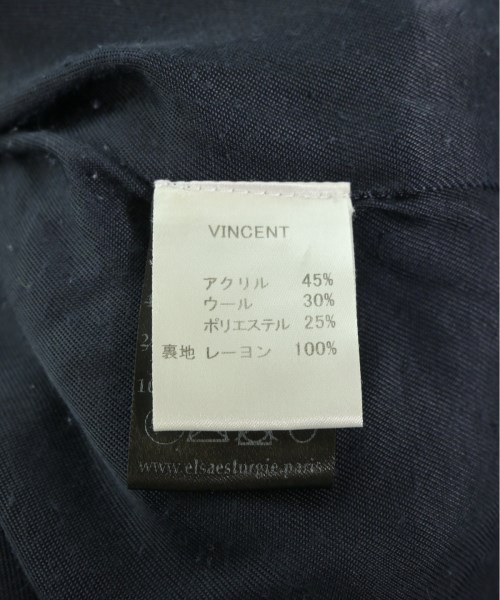 VINCENT
アクリル 45%
ウール 30%
ポリエステル 25%
裏地 レーヨン 100%
www.elsaesturgie.paris